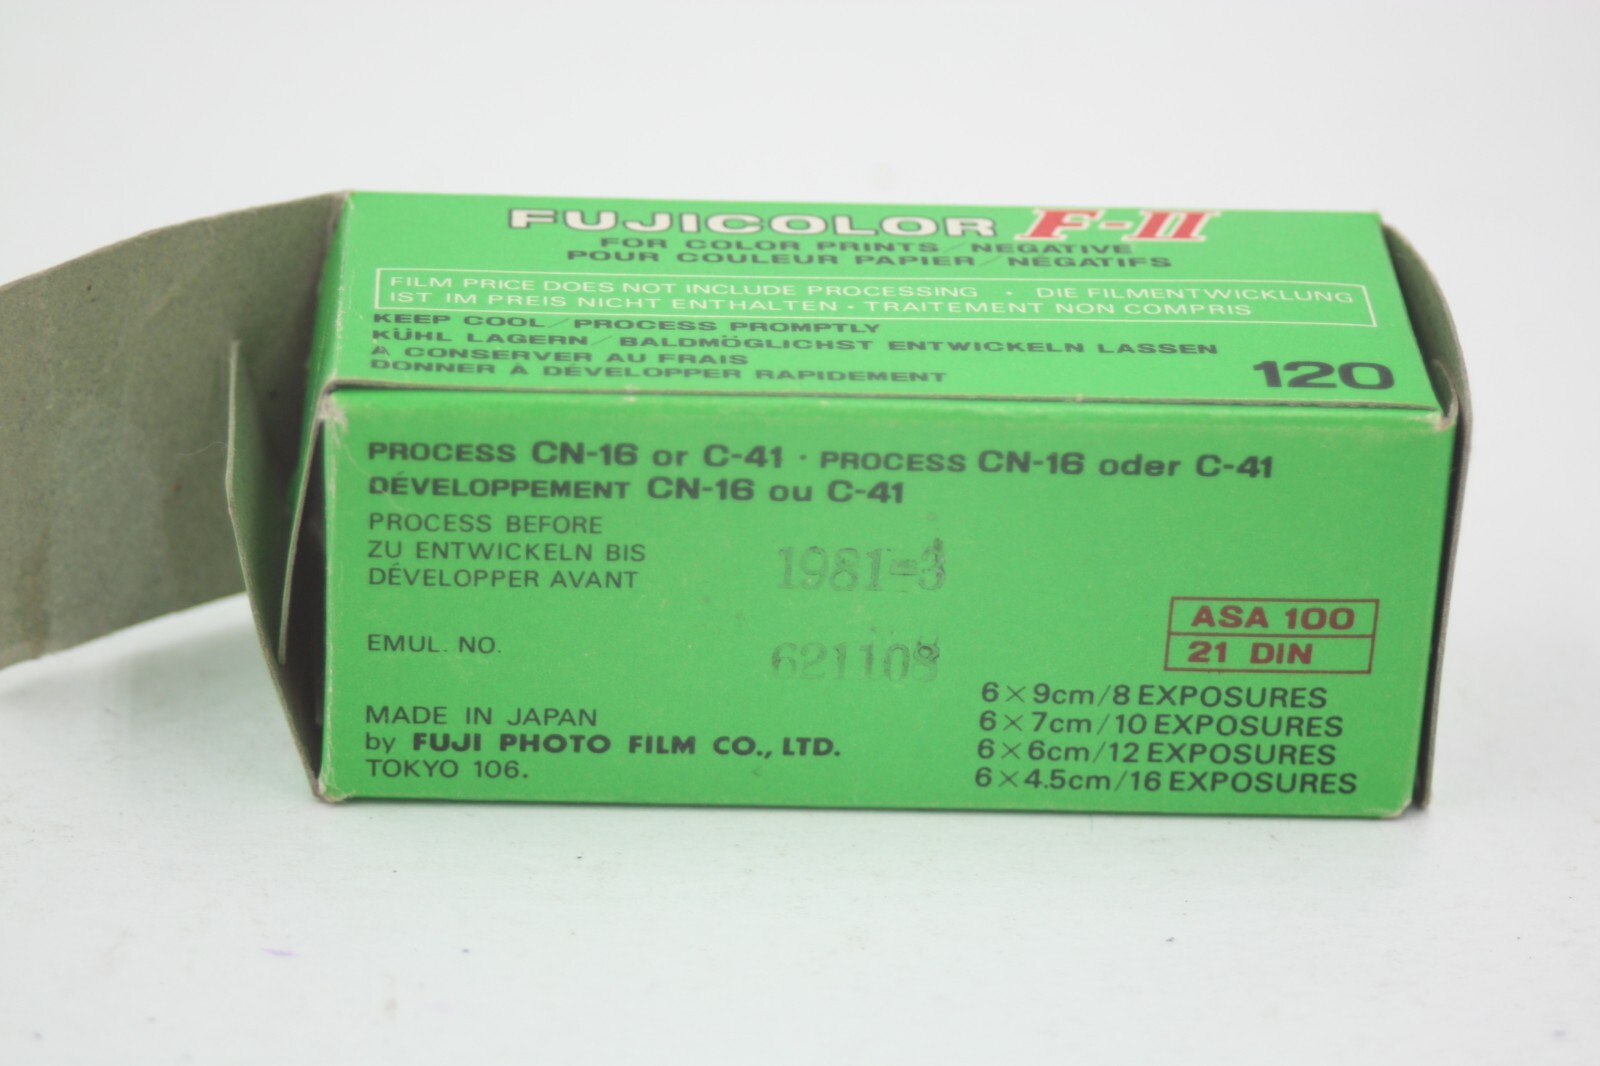 FUJICOLOR F-II
FOR COLOR PRINTS/NEGATIVE
POUR COULEUR PAPIER/NEGATIFS
FILM PRICE DOES NOT INCLUDE PROCESSING · DIE FILMENTWICKLUNG
IST IM PREIS NICHT ENTHALTEN · TRAITEMENT NON COMPRIS
KEEP COOL/PROCESS PROMPTLY
KÜHL LAGERN/BALDMÖGLICHST ENTWICKELN LASSEN
À CONSERVER AU FRAIS
DONNER À DÉVELOPPER RAPIDEMENT
120
PROCESS CN-16 or C-41 · PROCESS CN-16 oder C-41
DÉVELOPPEMENT CN-16 ou C-41
PROCESS BEFORE
ZU ENTWICKELN BIS
DÉVELOPPER AVANT
1981-3
EMUL. NO.
621108
ASA 100
21 DIN
MADE IN JAPAN
by FUJI PHOTO FILM CO., LTD.
TOKYO 106.
6×9cm/8 EXPOSURES
6×7cm/10 EXPOSURES
6×6cm/12 EXPOSURES
6×4.5cm/16 EXPOSURES